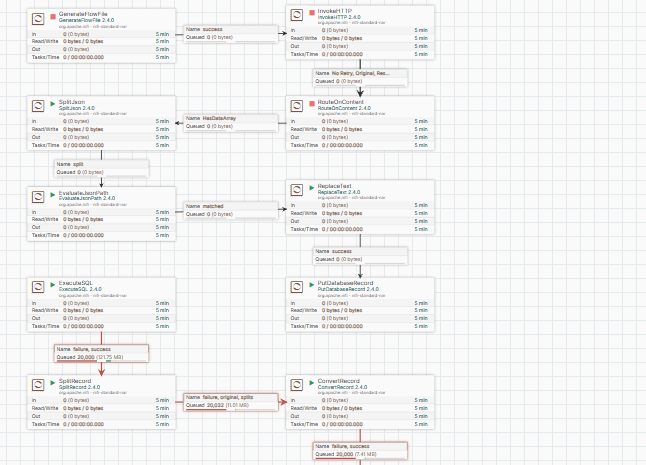 GenerateFlowFile
GenerateFlowFile 2.4.0
org.apache.nifi - nifi-standard-nar
In 0 (0 bytes) 5 min
Read/Write 0 bytes / 0 bytes 5 min
Out 0 (0 bytes) 5 min
Tasks/Time 0 / 00:00:00.000 5 min
Name success
Queued 0 (0 bytes)
InvokeHTTP
InvokeHTTP 2.4.0
org.apache.nifi - nifi-standard-nar
In 0 (0 bytes) 5 min
Read/Write 0 bytes / 0 bytes 5 min
Out 0 (0 bytes) 5 min
Tasks/Time 0 / 00:00:00.000 5 min
Name No Retry, Original, Res...
Queued 0 (0 bytes)
SplitJson
SplitJson 2.4.0
org.apache.nifi - nifi-standard-nar
In 0 (0 bytes) 5 min
Read/Write 0 bytes / 0 bytes 5 min
Out 0 (0 bytes) 5 min
Tasks/Time 0 / 00:00:00.000 5 min
Name HasDataArray
Queued 0 (0 bytes)
RouteOnContent
RouteOnContent 2.4.0
org.apache.nifi - nifi-standard-nar
In 0 (0 bytes) 5 min
Read/Write 0 bytes / 0 bytes 5 min
Out 0 (0 bytes) 5 min
Tasks/Time 0 / 00:00:00.000 5 min
Name split
Queued 0 (0 bytes)
EvaluateJsonPath
EvaluateJsonPath 2.4.0
org.apache.nifi - nifi-standard-nar
In 0 (0 bytes) 5 min
Read/Write 0 bytes / 0 bytes 5 min
Out 0 (0 bytes) 5 min
Tasks/Time 0 / 00:00:00.000 5 min
Name matched
Queued 0 (0 bytes)
ReplaceText
ReplaceText 2.4.0
org.apache.nifi - nifi-standard-nar
In 0 (0 bytes) 5 min
Read/Write 0 bytes / 0 bytes 5 min
Out 0 (0 bytes) 5 min
Tasks/Time 0 / 00:00:00.000 5 min
Name success
Queued 0 (0 bytes)
ExecuteSQL
ExecuteSQL 2.4.0
org.apache.nifi - nifi-standard-nar
In 0 (0 bytes) 5 min
Read/Write 0 bytes / 0 bytes 5 min
Out 0 (0 bytes) 5 min
Tasks/Time 0 / 00:00:00.000 5 min
PutDatabaseRecord
PutDatabaseRecord 2.4.0
org.apache.nifi - nifi-standard-nar
In 0 (0 bytes) 5 min
Read/Write 0 bytes / 0 bytes 5 min
Out 0 (0 bytes) 5 min
Tasks/Time 0 / 00:00:00.000 5 min
Name failure, success
Queued 20,000 (121.75 MB)
SplitRecord
SplitRecord 2.4.0
org.apache.nifi - nifi-standard-nar
In 0 (0 bytes) 5 min
Read/Write 0 bytes / 0 bytes 5 min
Out 0 (0 bytes) 5 min
Tasks/Time 0 / 00:00:00.000 5 min
Name failure, original, splits
Queued 20,032 (11.01 MB)
ConvertRecord
ConvertRecord 2.4.0
org.apache.nifi - nifi-standard-nar
In 0 (0 bytes) 5 min
Read/Write 0 bytes / 0 bytes 5 min
Out 0 (0 bytes) 5 min
Tasks/Time 0 / 00:00:00.000 5 min
Name failure, success
Queued 20,000 (7.41 MB)